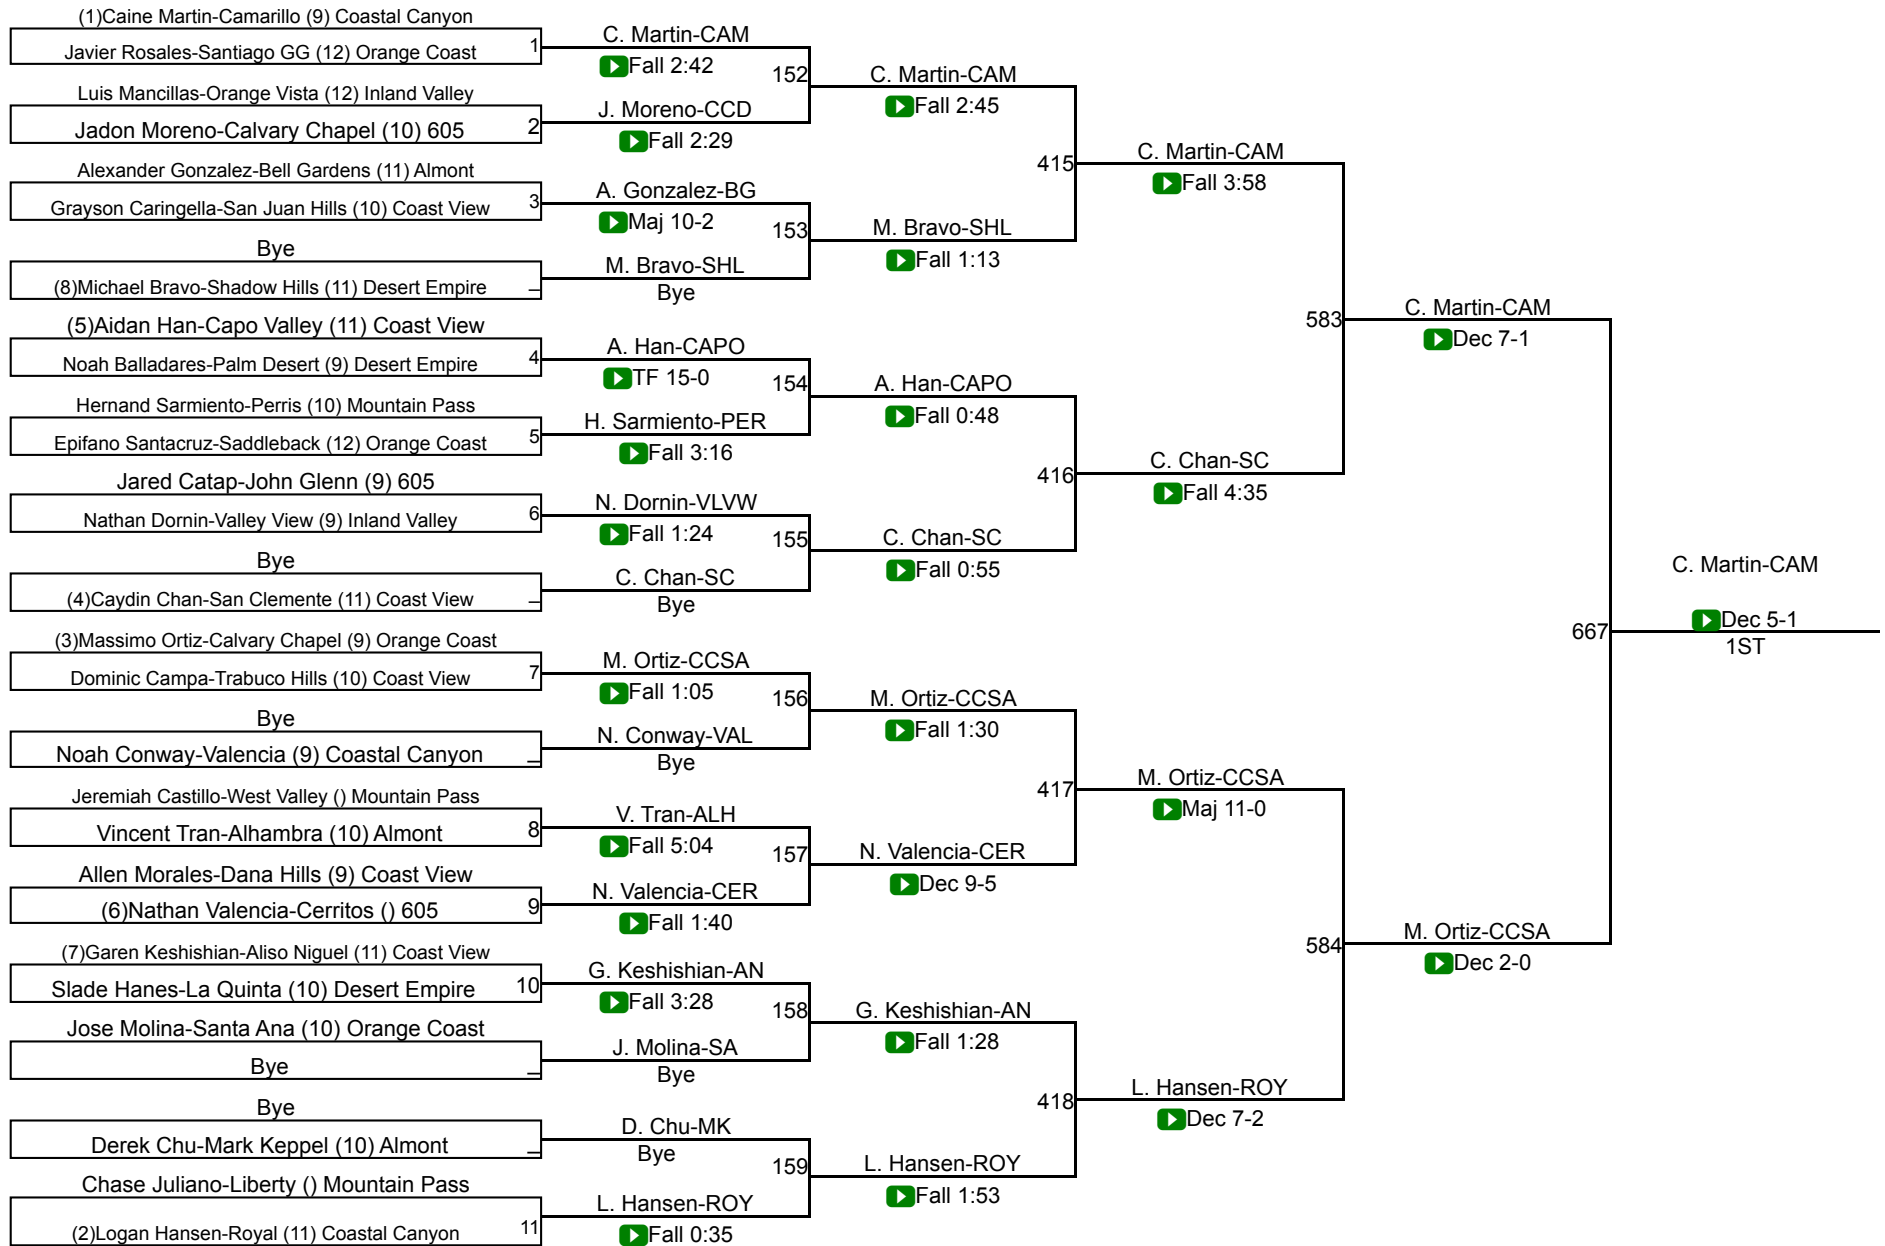 (1)Caine Martin-Camarillo (9) Coastal Canyon
Javier Rosales-Santiago GG (12) Orange Coast
1
Luis Mancillas-Orange Vista (12) Inland Valley
Jadon Moreno-Calvary Chapel (10) 605
2
Alexander Gonzalez-Bell Gardens (11) Almont
Grayson Caringella-San Juan Hills (10) Coast View
3
Bye
(8)Michael Bravo-Shadow Hills (11) Desert Empire
_
(5)Aidan Han-Capo Valley (11) Coast View
Noah Balladares-Palm Desert (9) Desert Empire
4
Hernand Sarmiento-Perris (10) Mountain Pass
Epifano Santacruz-Saddleback (12) Orange Coast
5
Jared Catap-John Glenn (9) 605
Nathan Dornin-Valley View (9) Inland Valley
6
Bye
(4)Caydin Chan-San Clemente (11) Coast View
_
(3)Massimo Ortiz-Calvary Chapel (9) Orange Coast
Dominic Campa-Trabuco Hills (10) Coast View
7
Bye
Noah Conway-Valencia (9) Coastal Canyon
_
Jeremiah Castillo-West Valley () Mountain Pass
Vincent Tran-Alhambra (10) Almont
8
Allen Morales-Dana Hills (9) Coast View
(6)Nathan Valencia-Cerritos () 605
9
(7)Garen Keshishian-Aliso Niguel (11) Coast View
Slade Hanes-La Quinta (10) Desert Empire
10
Jose Molina-Santa Ana (10) Orange Coast
Bye
_
Bye
Derek Chu-Mark Keppel (10) Almont
_
Chase Juliano-Liberty () Mountain Pass
(2)Logan Hansen-Royal (11) Coastal Canyon
11
C. Martin-CAM
Fall 2:42
152
J. Moreno-CCD
Fall 2:29
A. Gonzalez-BG
Maj 10-2
153
M. Bravo-SHL
Bye
A. Han-CAPO
TF 15-0
154
H. Sarmiento-PER
Fall 3:16
N. Dornin-VLVW
Fall 1:24
155
C. Chan-SC
Bye
M. Ortiz-CCSA
Fall 1:05
156
N. Conway-VAL
Bye
V. Tran-ALH
Fall 5:04
157
N. Valencia-CER
Fall 1:40
G. Keshishian-AN
Fall 3:28
158
J. Molina-SA
Bye
D. Chu-MK
Bye
159
L. Hansen-ROY
Fall 0:35
C. Martin-CAM
Fall 2:45
415
M. Bravo-SHL
Fall 1:13
A. Han-CAPO
Fall 0:48
416
C. Chan-SC
Fall 0:55
M. Ortiz-CCSA
Fall 1:30
417
N. Valencia-CER
Dec 9-5
G. Keshishian-AN
Fall 1:28
418
L. Hansen-ROY
Fall 1:53
C. Martin-CAM
Fall 3:58
583
C. Chan-SC
Fall 4:35
M. Ortiz-CCSA
Maj 11-0
584
L. Hansen-ROY
Dec 7-2
C. Martin-CAM
Dec 7-1
667
M. Ortiz-CCSA
Dec 2-0
C. Martin-CAM
Dec 5-1
1ST